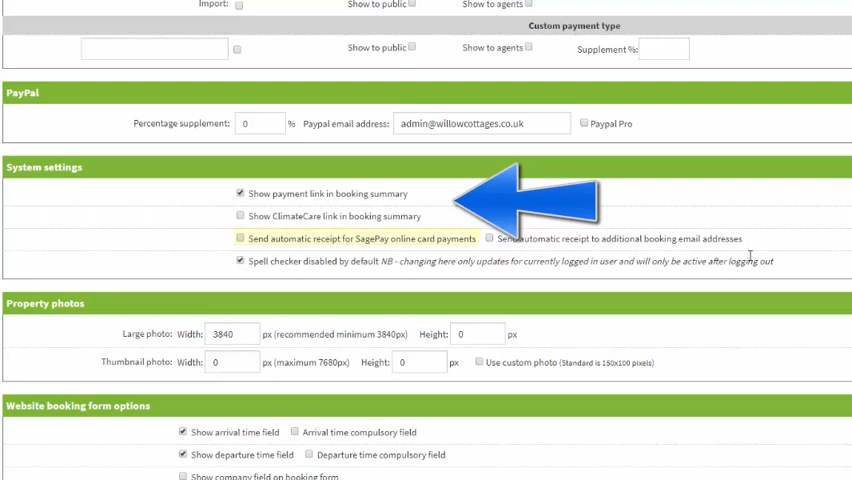 Import: Show to public Show to agents
Custom payment type
Show to public Show to agents Supplement %:
PayPal
Percentage supplement: 0 % Paypal email address: admin@willowcottages.co.uk Paypal Pro
System settings
Show payment link in booking summary
Show ClimateCare link in booking summary
Send automatic receipt for SagePay online card payments Send automatic receipt to additional booking email addresses
Spell checker disabled by default NB - changing here only updates for currently logged in user and will only be active after logging out
Property photos
Large photo: Width: 3840 px (recommended minimum 3840px) Height: 0 px
Thumbnail photo: Width: 0 px (maximum 7680px) Height: 0 px Use custom photo (Standard is 150x100 pixels)
Website booking form options
Show arrival time field Arrival time compulsory field
Show departure time field Departure time compulsory field
Show company field on booking form